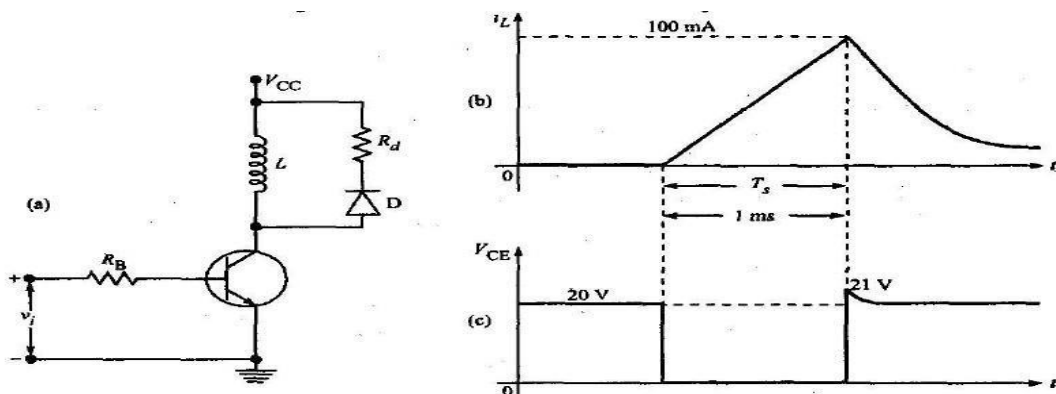 V_CC
L
R_d
D
(a)
R_B
+
v_i
−
i_L
100 mA
(b)
0
t
T_s
1 ms
V_CE
20 V
21 V
(c)
0
t